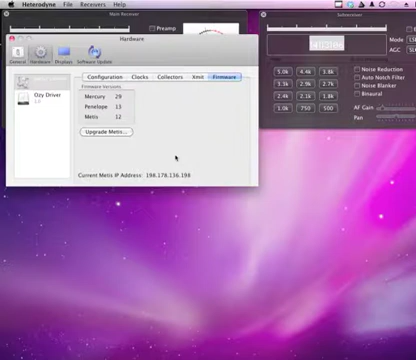 Heterodyne File Receivers Help
Main Receiver
Preamp
Subreceiver
Mode
AGC
Hardware
General Hardware Displays Software Update
Configuration Clocks Collectors Xmit Firmware
Ozy Driver
1.0
Firmware Versions
Mercury 29
Penelope 13
Metis 12
Upgrade Metis...
Current Metis IP Address: 198.178.136.198
5.0k 4.4k 3.8k
3.3k 2.9k 2.7k
2.4k 2.1k 1.8k
1.0k 750 500
Noise Reduction
Auto Notch Filter
Noise Blanker
Binaural
AF Gain
Pan